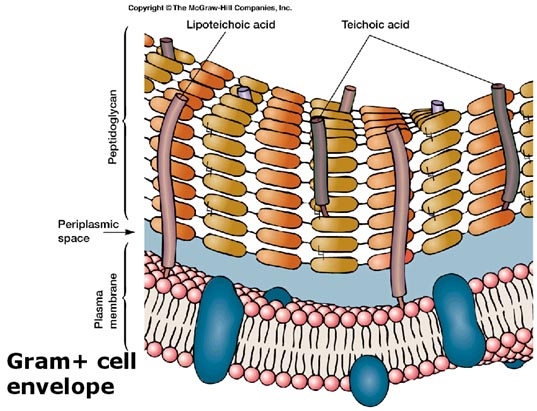 Copyright © The McGraw-Hill Companies, Inc.
Lipoteichoic acid
Teichoic acid
Peptidoglycan
Periplasmic
space
Plasma
membrane
Gram+ cell
envelope